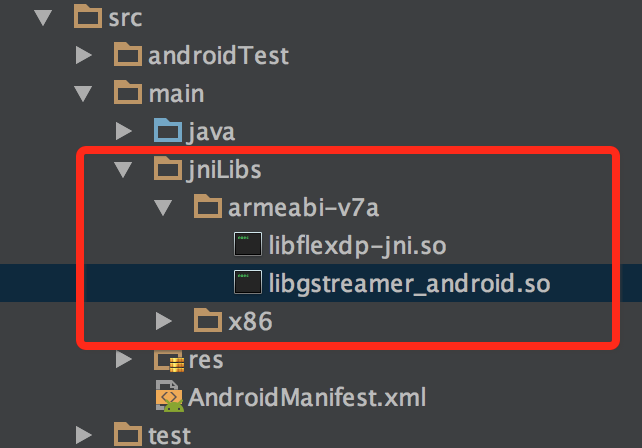 src
androidTest
main
java
jniLibs
armeabi-v7a
libflexdp-jni.so
libgstreamer_android.so
x86
res
AndroidManifest.xml
test